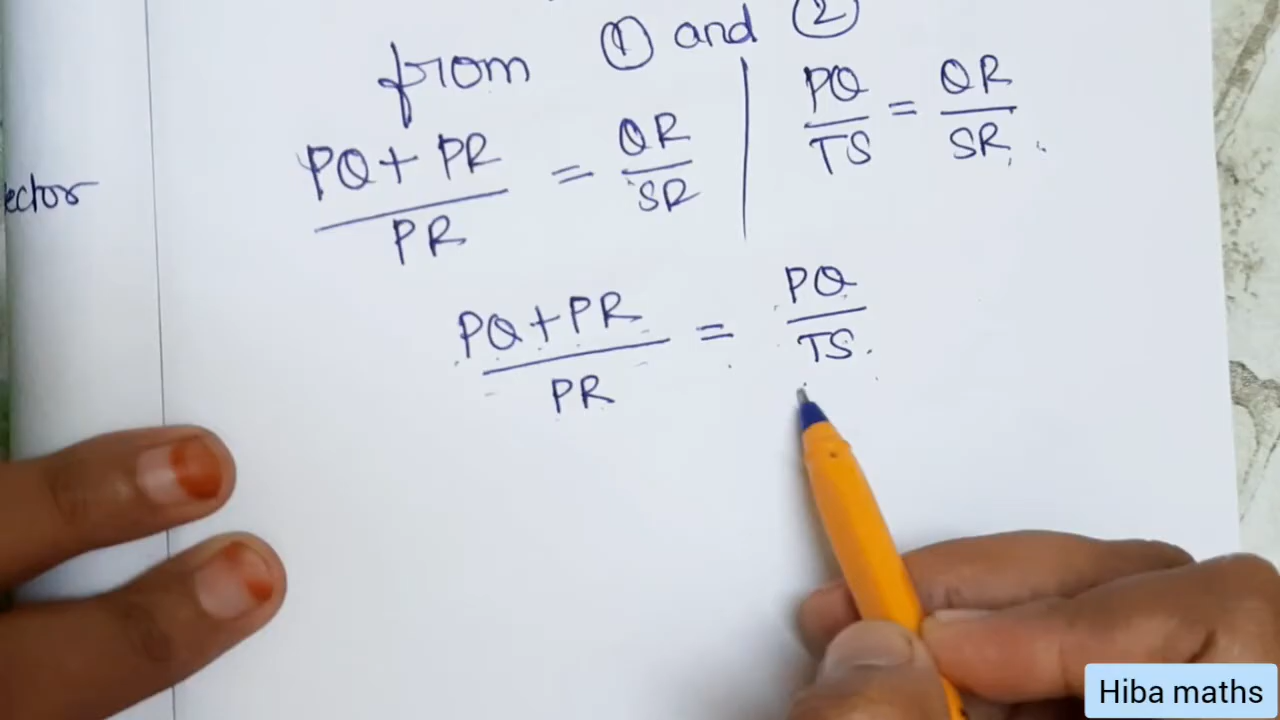 from ① and ②
PQ + PR / PR = QR / SR | PQ / TS = QR / SR.
ector
PQ + PR / PR = PQ / TS.
Hiba maths